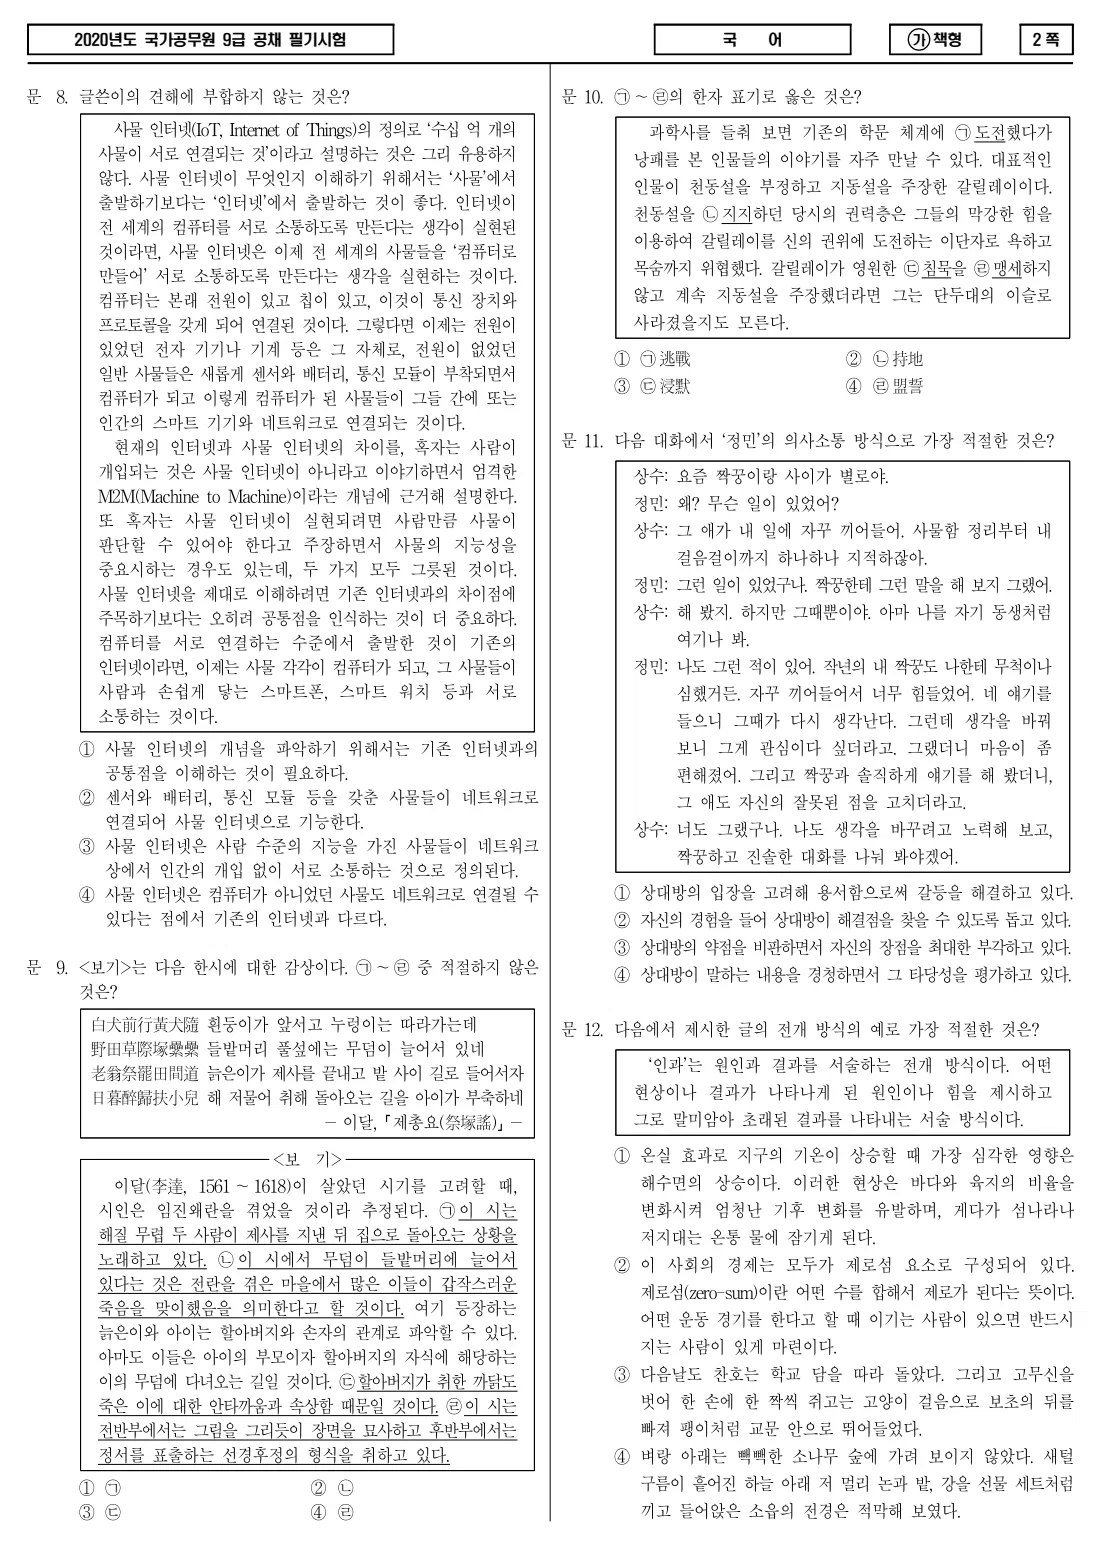 2020년도 국가공무원 9급 공채 필기시험
국 어
㉮ 책형
2 쪽
문 8. 글쓴이의 견해에 부합하지 않는 것은?
사물 인터넷(IoT, Internet of Things)의 정의로 ‘수십 억 개의
사물이 서로 연결되는 것’이라고 설명하는 것은 그리 유용하지
않다. 사물 인터넷이 무엇인지 이해하기 위해서는 ‘사물’에서
출발하기보다는 ‘인터넷’에서 출발하는 것이 좋다. 인터넷이
전 세계의 컴퓨터를 서로 소통하도록 만든다는 생각이 실현된
것이라면, 사물 인터넷은 이제 전 세계의 사물들을 ‘컴퓨터로
만들어’ 서로 소통하도록 만든다는 생각을 실현하는 것이다.
컴퓨터는 본래 전원이 있고 칩이 있고, 이것이 통신 장치와
프로토콜을 갖게 되어 연결된 것이다. 그렇다면 이제는 전원이
있었던 전자 기기나 기계 등은 그 자체로, 전원이 없었던
일반 사물들은 새롭게 센서와 배터리, 통신 모듈이 부착되면서
컴퓨터가 되고 이렇게 컴퓨터가 된 사물들이 그들 간에 또는
인간의 스마트 기기와 네트워크로 연결되는 것이다.
현재의 인터넷과 사물 인터넷의 차이를, 혹자는 사람이
개입되는 것은 사물 인터넷이 아니라고 이야기하면서 엄격한
M2M(Machine to Machine)이라는 개념에 근거해 설명한다.
또 혹자는 사물 인터넷이 실현되려면 사람만큼 사물이
판단할 수 있어야 한다고 주장하면서 사물의 지능성을
중요시하는 경우도 있는데, 두 가지 모두 그릇된 것이다.
사물 인터넷을 제대로 이해하려면 기존 인터넷과의 차이점에
주목하기보다는 오히려 공통점을 인식하는 것이 더 중요하다.
컴퓨터를 서로 연결하는 수준에서 출발한 것이 기존의
인터넷이라면, 이제는 사물 각각이 컴퓨터가 되고, 그 사물들이
사람과 손쉽게 닿는 스마트폰, 스마트 워치 등과 서로
소통하는 것이다.
① 사물 인터넷의 개념을 파악하기 위해서는 기존 인터넷과의
공통점을 이해하는 것이 필요하다.
② 센서와 배터리, 통신 모듈 등을 갖춘 사물들이 네트워크로
연결되어 사물 인터넷으로 기능한다.
③ 사물 인터넷은 사람 수준의 지능을 가진 사물들이 네트워크
상에서 인간의 개입 없이 서로 소통하는 것으로 정의된다.
④ 사물 인터넷은 컴퓨터가 아니었던 사물도 네트워크로 연결될 수
있다는 점에서 기존의 인터넷과 다르다.
문 9. <보기>는 다음 한시에 대한 감상이다. ㉠ ~ ㉣ 중 적절하지 않은
것은?
白犬前行黃犬隨 흰둥이가 앞서고 누렁이는 따라가는데
野田草際塚纍纍 들밭머리 풀섶에는 무덤이 늘어서 있네
老翁祭罷田間道 늙은이가 제사를 끝내고 밭 사이 길로 들어서자
日暮醉歸扶小兒 해 저물어 취해 돌아오는 길을 아이가 부축하네
- 이달, 「제총요(祭塚謠)」 -
<보 기>
이달(李達, 1561 ~ 1618)이 살았던 시기를 고려할 때,
시인은 임진왜란을 겪었을 것이라 추정된다. ㉠이 시는
해질 무렵 두 사람이 제사를 지낸 뒤 집으로 돌아오는 상황을
노래하고 있다. ㉡이 시에서 무덤이 들밭머리에 늘어서
있다는 것은 전란을 겪은 마을에서 많은 이들이 갑작스러운
죽음을 맞이했음을 의미한다고 할 것이다. 여기 등장하는
늙은이와 아이는 할아버지와 손자의 관계로 파악할 수 있다.
아마도 이들은 아이의 부모이자 할아버지의 자식에 해당하는
이의 무덤에 다녀오는 길일 것이다. ㉢할아버지가 취한 까닭도
죽은 이에 대한 안타까움과 속상함 때문일 것이다. ㉣이 시는
전반부에서는 그림을 그리듯이 장면을 묘사하고 후반부에서는
정서를 표출하는 선경후정의 형식을 취하고 있다.
① ㉠ ② ㉡
③ ㉢ ④ ㉣
문 10. ㉠ ~ ㉣의 한자 표기로 옳은 것은?
과학사를 들춰 보면 기존의 학문 체계에 ㉠도전했다가
낭패를 본 인물들의 이야기를 자주 만날 수 있다. 대표적인
인물이 천동설을 부정하고 지동설을 주장한 갈릴레이이다.
천동설을 ㉡지지하던 당시의 권력층은 그들의 막강한 힘을
이용하여 갈릴레이를 신의 권위에 도전하는 이단자로 욕하고
목숨까지 위협했다. 갈릴레이가 영원한 ㉢침묵을 ㉣맹세하지
않고 계속 지동설을 주장했더라면 그는 단두대의 이슬로
사라졌을지도 모른다.
① ㉠逃戰 ② ㉡持地
③ ㉢浸默 ④ ㉣盟誓
문 11. 다음 대화에서 ‘정민’의 의사소통 방식으로 가장 적절한 것은?
상수: 요즘 짝꿍이랑 사이가 별로야.
정민: 왜? 무슨 일이 있었어?
상수: 그 애가 내 일에 자꾸 끼어들어. 사물함 정리부터 내
걸음걸이까지 하나하나 지적하잖아.
정민: 그런 일이 있었구나. 짝꿍한테 그런 말을 해 보지 그랬어.
상수: 해 봤지. 하지만 그때뿐이야. 아마 나를 자기 동생처럼
여기나 봐.
정민: 나도 그런 적이 있어. 작년의 내 짝꿍도 나한테 무척이나
심했거든. 자꾸 끼어들어서 너무 힘들었어. 네 얘기를
들으니 그때가 다시 생각난다. 그런데 생각을 바꿔
보니 그게 관심이다 싶더라고. 그랬더니 마음이 좀
편해졌어. 그리고 짝꿍과 솔직하게 얘기를 해 봤더니,
그 애도 자신의 잘못된 점을 고치더라고.
상수: 너도 그랬구나. 나도 생각을 바꾸려고 노력해 보고,
짝꿍하고 진솔한 대화를 나눠 봐야겠어.
① 상대방의 입장을 고려해 용서함으로써 갈등을 해결하고 있다.
② 자신의 경험을 들어 상대방이 해결점을 찾을 수 있도록 돕고 있다.
③ 상대방의 약점을 비판하면서 자신의 장점을 최대한 부각하고 있다.
④ 상대방이 말하는 내용을 경청하면서 그 타당성을 평가하고 있다.
문 12. 다음에서 제시한 글의 전개 방식의 예로 가장 적절한 것은?
‘인과’는 원인과 결과를 서술하는 전개 방식이다. 어떤
현상이나 결과가 나타나게 된 원인이나 힘을 제시하고
그로 말미암아 초래된 결과를 나타내는 서술 방식이다.
① 온실 효과로 지구의 기온이 상승할 때 가장 심각한 영향은
해수면의 상승이다. 이러한 현상은 바다와 육지의 비율을
변화시켜 엄청난 기후 변화를 유발하며, 게다가 섬나라나
저지대는 온통 물에 잠기게 된다.
② 이 사회의 경제는 모두가 제로섬 요소로 구성되어 있다.
제로섬(zero-sum)이란 어떤 수를 합해서 제로가 된다는 뜻이다.
어떤 운동 경기를 한다고 할 때 이기는 사람이 있으면 반드시
지는 사람이 있게 마련이다.
③ 다음날도 찬호는 학교 담을 따라 돌았다. 그리고 고무신을
벗어 한 손에 한 짝씩 쥐고는 고양이 걸음으로 보초의 뒤를
빠져 팽이처럼 교문 안으로 뛰어들었다.
④ 벼랑 아래는 빽빽한 소나무 숲에 가려 보이지 않았다. 새털
구름이 흩어진 하늘 아래 저 멀리 논과 밭, 강을 선물 세트처럼
끼고 들어앉은 소읍의 전경은 적막해 보였다.